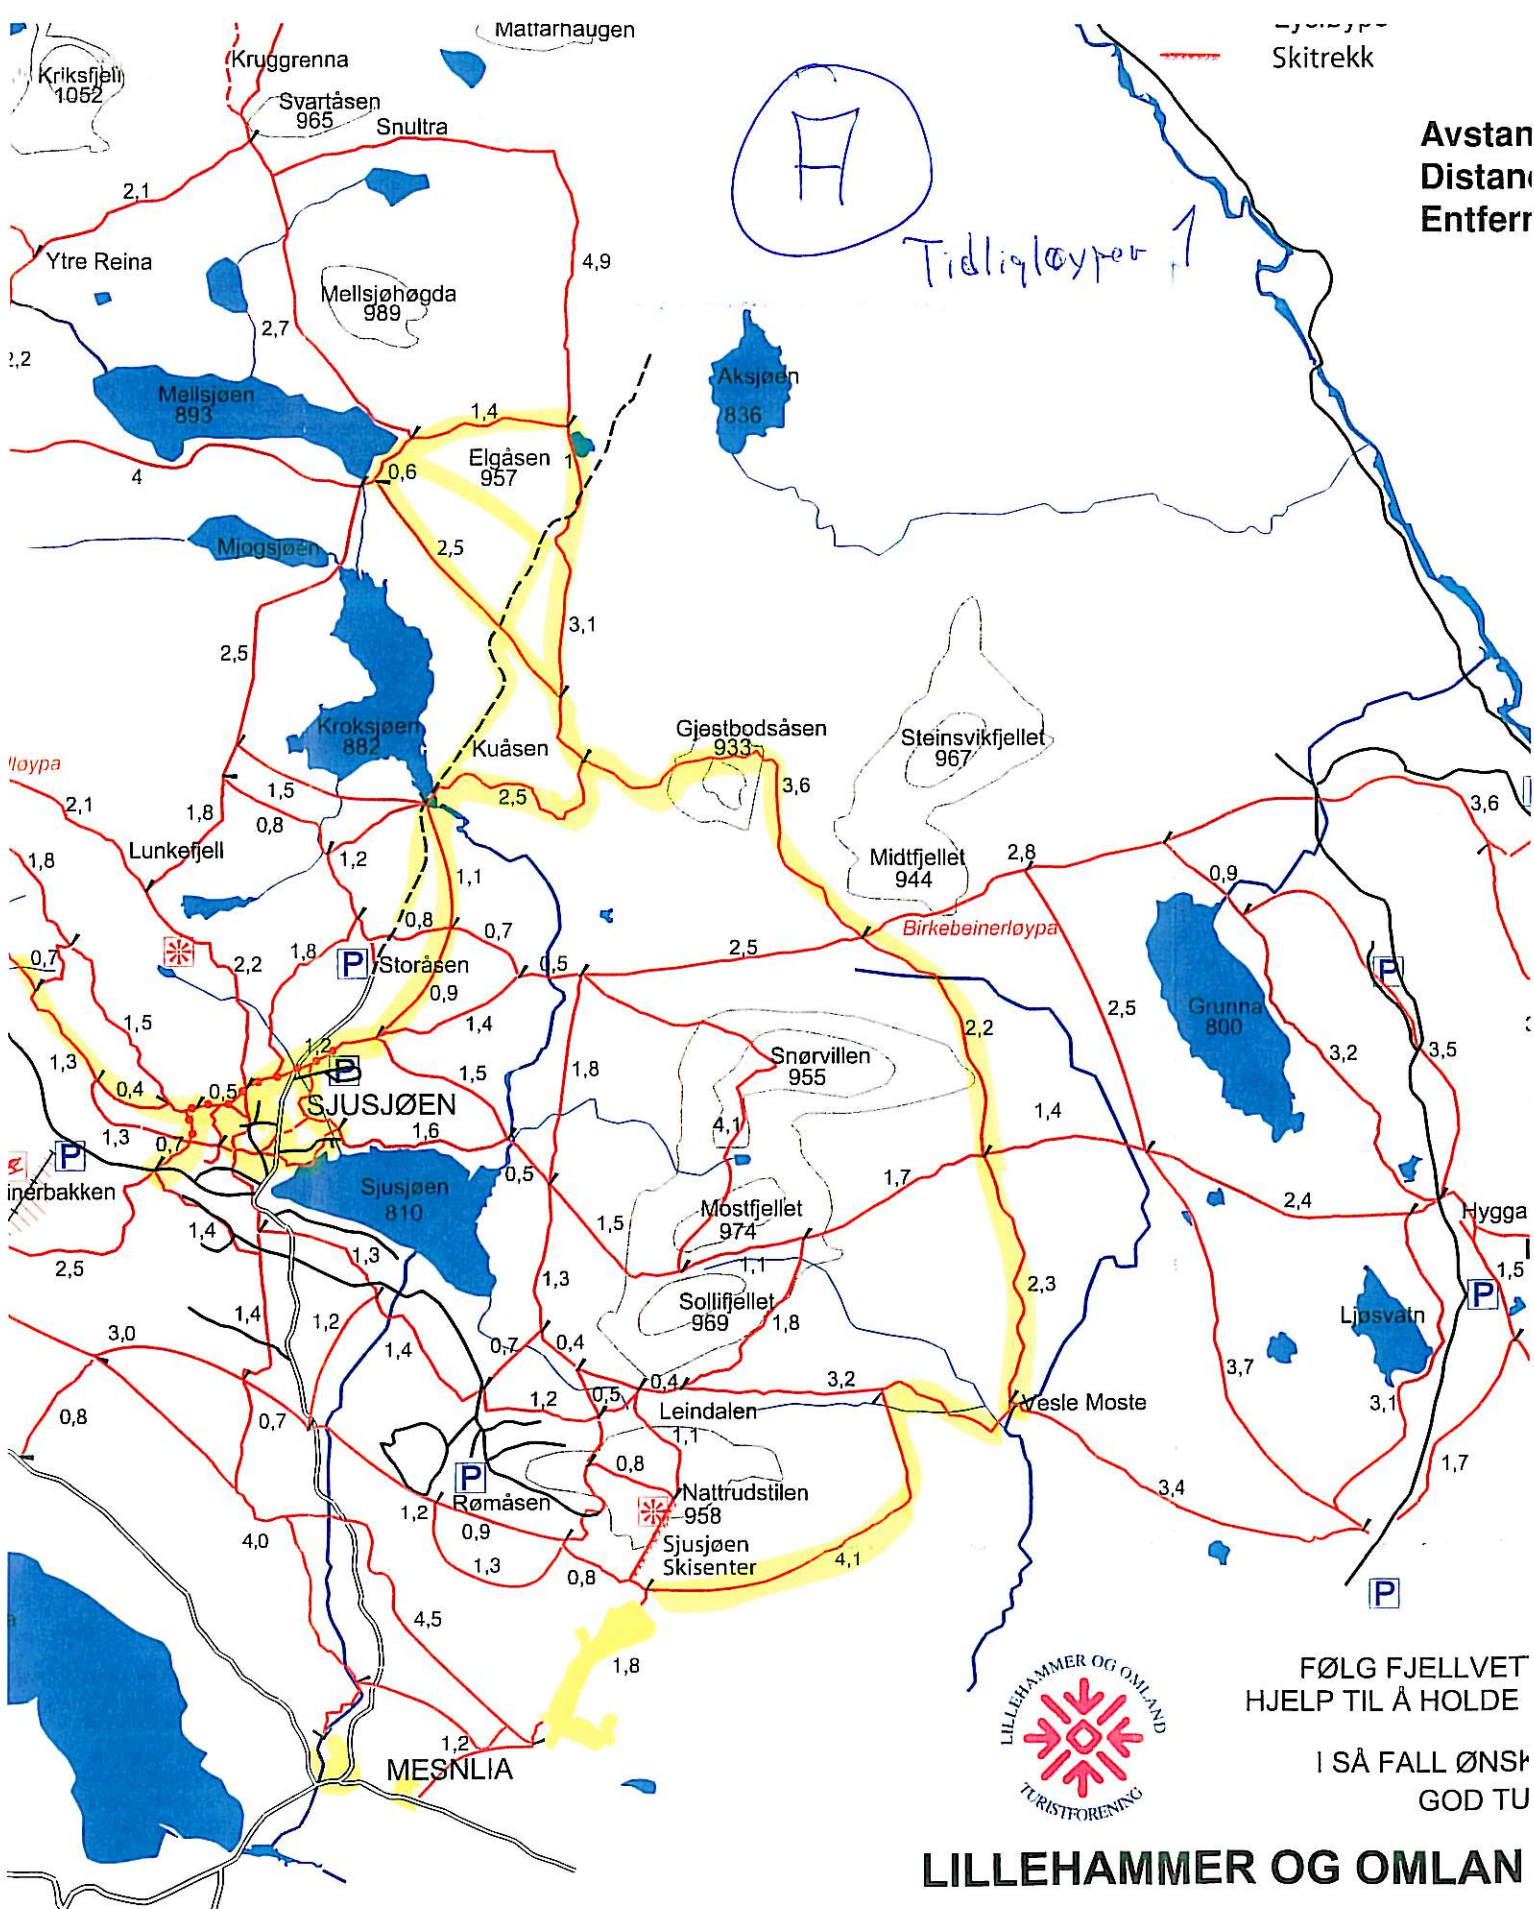 Matfarhaugen
Skitrekk
Kruggrenna
Kriksfjell
1052
Svartåsen
965
Snultra
A
Tidligløyper 1
2,1
Ytre Reina
4,9
Mellsjøhøgda
989
2,7
Mellsjøen
893
Aksjøen
836
1,4
Elgåsen
957
1
0,6
4
Mjogsjøen
2,5
3,1
2,5
Kroksjøen
882
Kuåsen
Gjestbodsåsen
933
Steinsvikfjellet
967
3,6
2,1
1,5
1,8
0,8
2,5
3,6
Lunkefjell
1,2
1,8
1,1
Midtfjellet
944
2,8
0,9
Birkebeinerløypa
0,8
0,7
2,5
0,7
1,8
2,2
P
Storåsen
0,5
0,9
P
Grunna
800
1,5
1,4
2,5
2,2
1,2
1,3
P
0,4
0,5
1,5
1,8
Snørvillen
955
3,2
3,5
SJUSJØEN
4,1
1,4
1,3
0,7
1,6
P
0,5
1,7
Sjusjøen
810
Mostfjellet
974
2,4
Hygga
1,4
1,5
2,5
1,3
1,1
1,3
1,5
P
Sollifjellet
969
2,3
1,4
1,2
1,8
Ljøsvatn
3,0
1,4
0,7
0,4
3,7
0,4
3,2
3,1
0,8
0,7
1,2
0,5
Leindalen
Vesle Moste
1,1
0,8
1,7
P
Rømåsen
Nattrudstilen
958
3,4
1,2
0,9
4,0
Sjusjøen
Skisenter
1,3
0,8
4,1
4,5
1,8
P
LILLEHAMMER OG OMLAND
TURISTFORENING
1,2
MESNLIA
FØLG FJELLVET
HJELP TIL Å HOLDE
I SÅ FALL ØNSK
GOD TU
LILLEHAMMER OG OMLAN
Avstan
Distan
Entferr